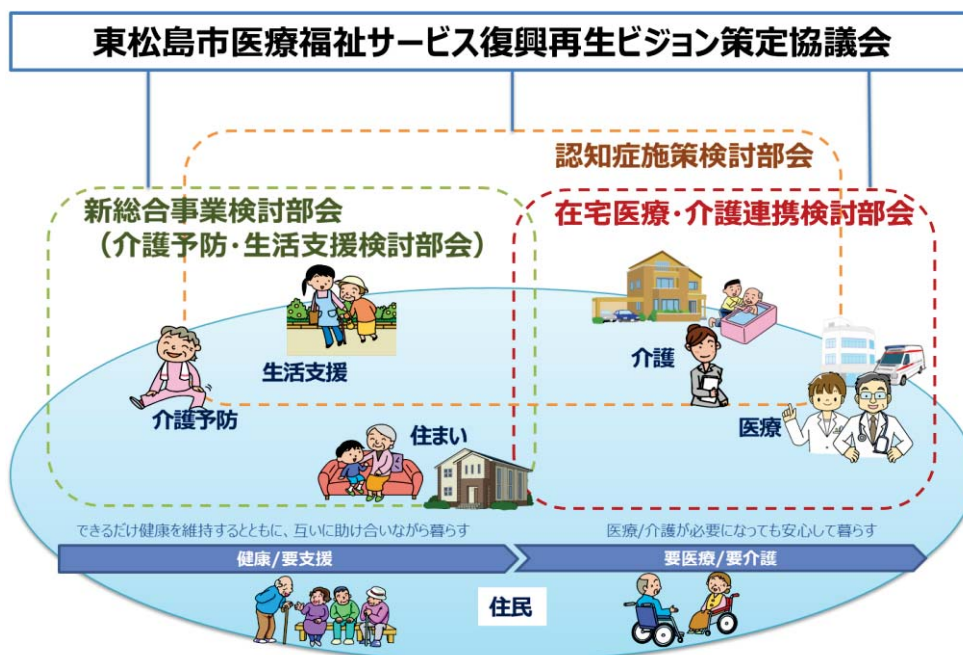 東松島市医療福祉サービス復興再生ビジョン策定協議会
認知症施策検討部会
新総合事業検討部会
（介護予防・生活支援検討部会）
在宅医療・介護連携検討部会
生活支援
介護
介護予防
住まい
医療
できるだけ健康を維持するとともに、互いに助け合いながら暮らす
医療/介護が必要になっても安心して暮らす
健康/要支援
要医療/要介護
住民